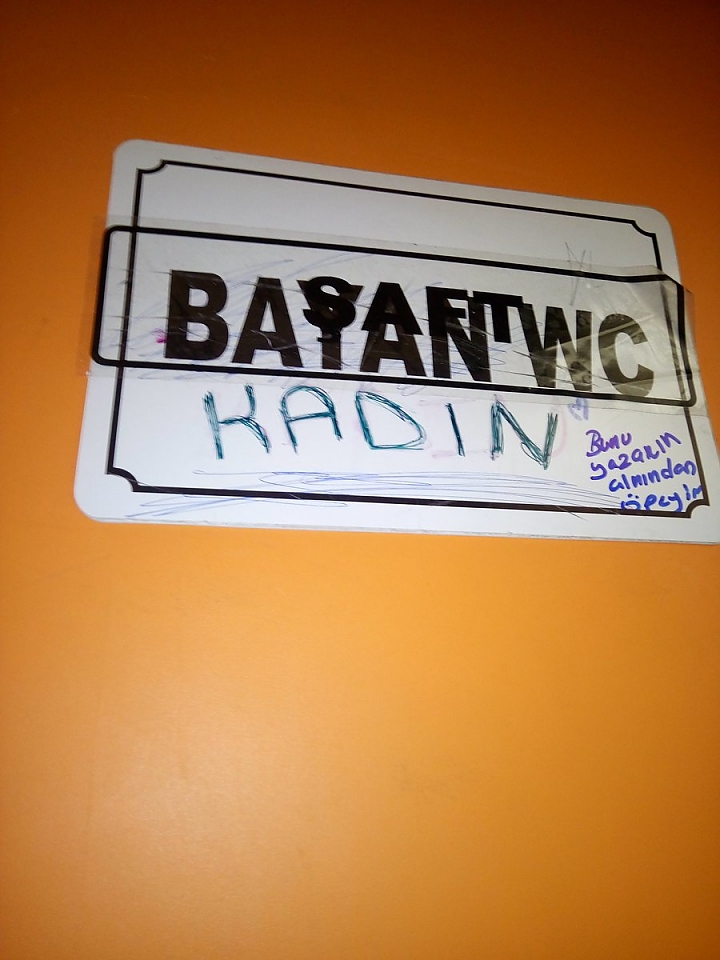 BAYAN WC
KADIN
Bunu
yazanın
alnından
öpeyim